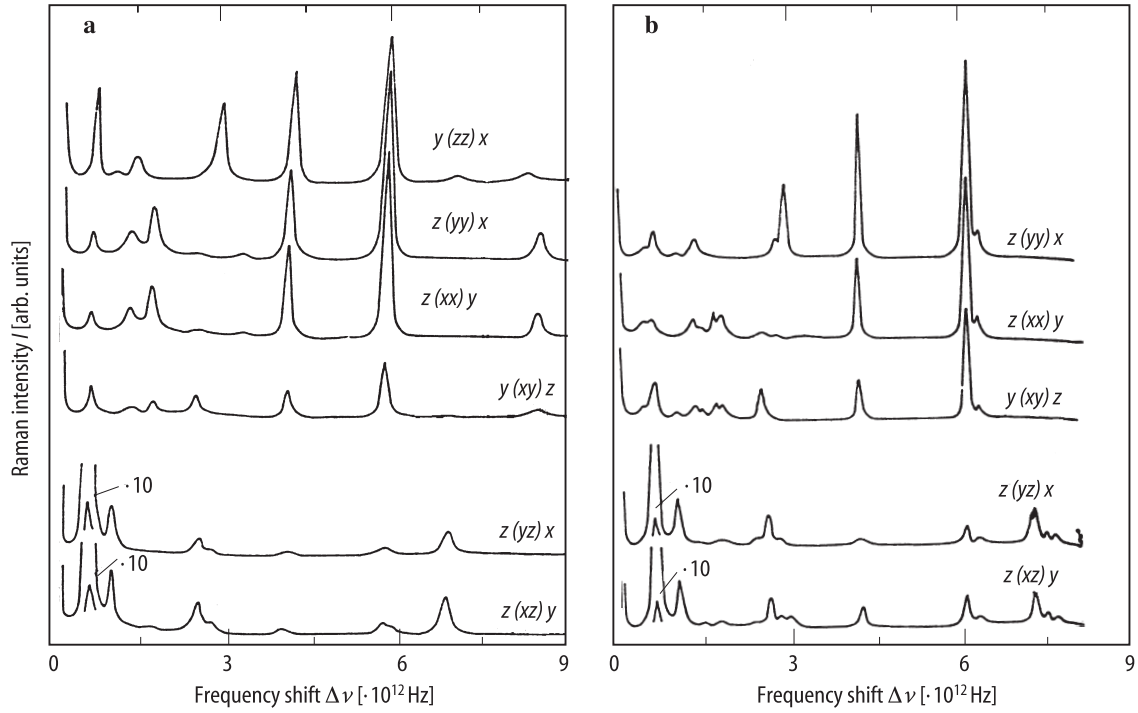 a
y (zz) x
z (yy) x
z (xx) y
y (xy) z
· 10
z (yz) x
· 10
z (xz) y
0 3 6 9
Frequency shift Δν [· 10¹² Hz]
Raman intensity I [arb. units]
b
z (yy) x
z (xx) y
y (xy) z
z (yz) x
· 10
z (xz) y
· 10
0 3 6 9
Frequency shift Δν [· 10¹² Hz]